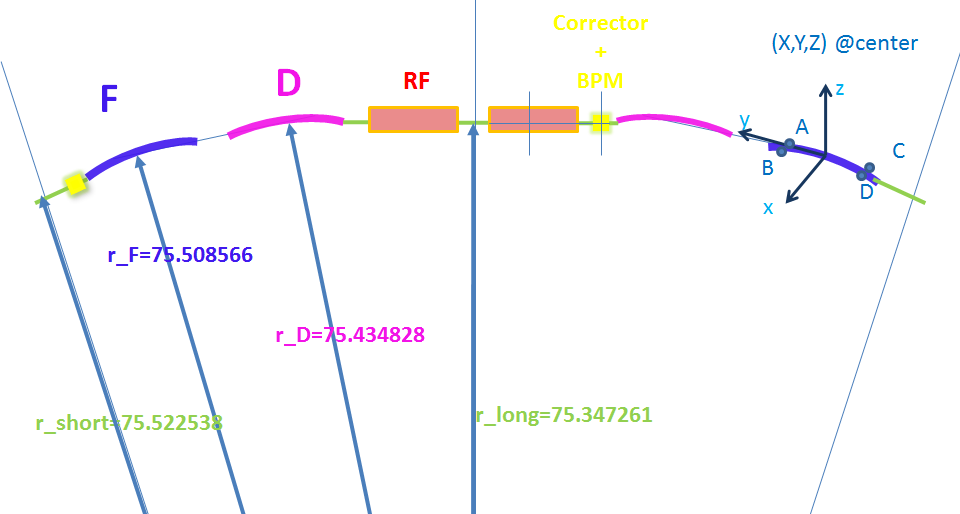 Corrector
+
BPM
(X,Y,Z) @center
F
D
RF
z
y
A
B
C
D
x
r_F=75.508566
r_D=75.434828
r_short=75.522538
r_long=75.347261